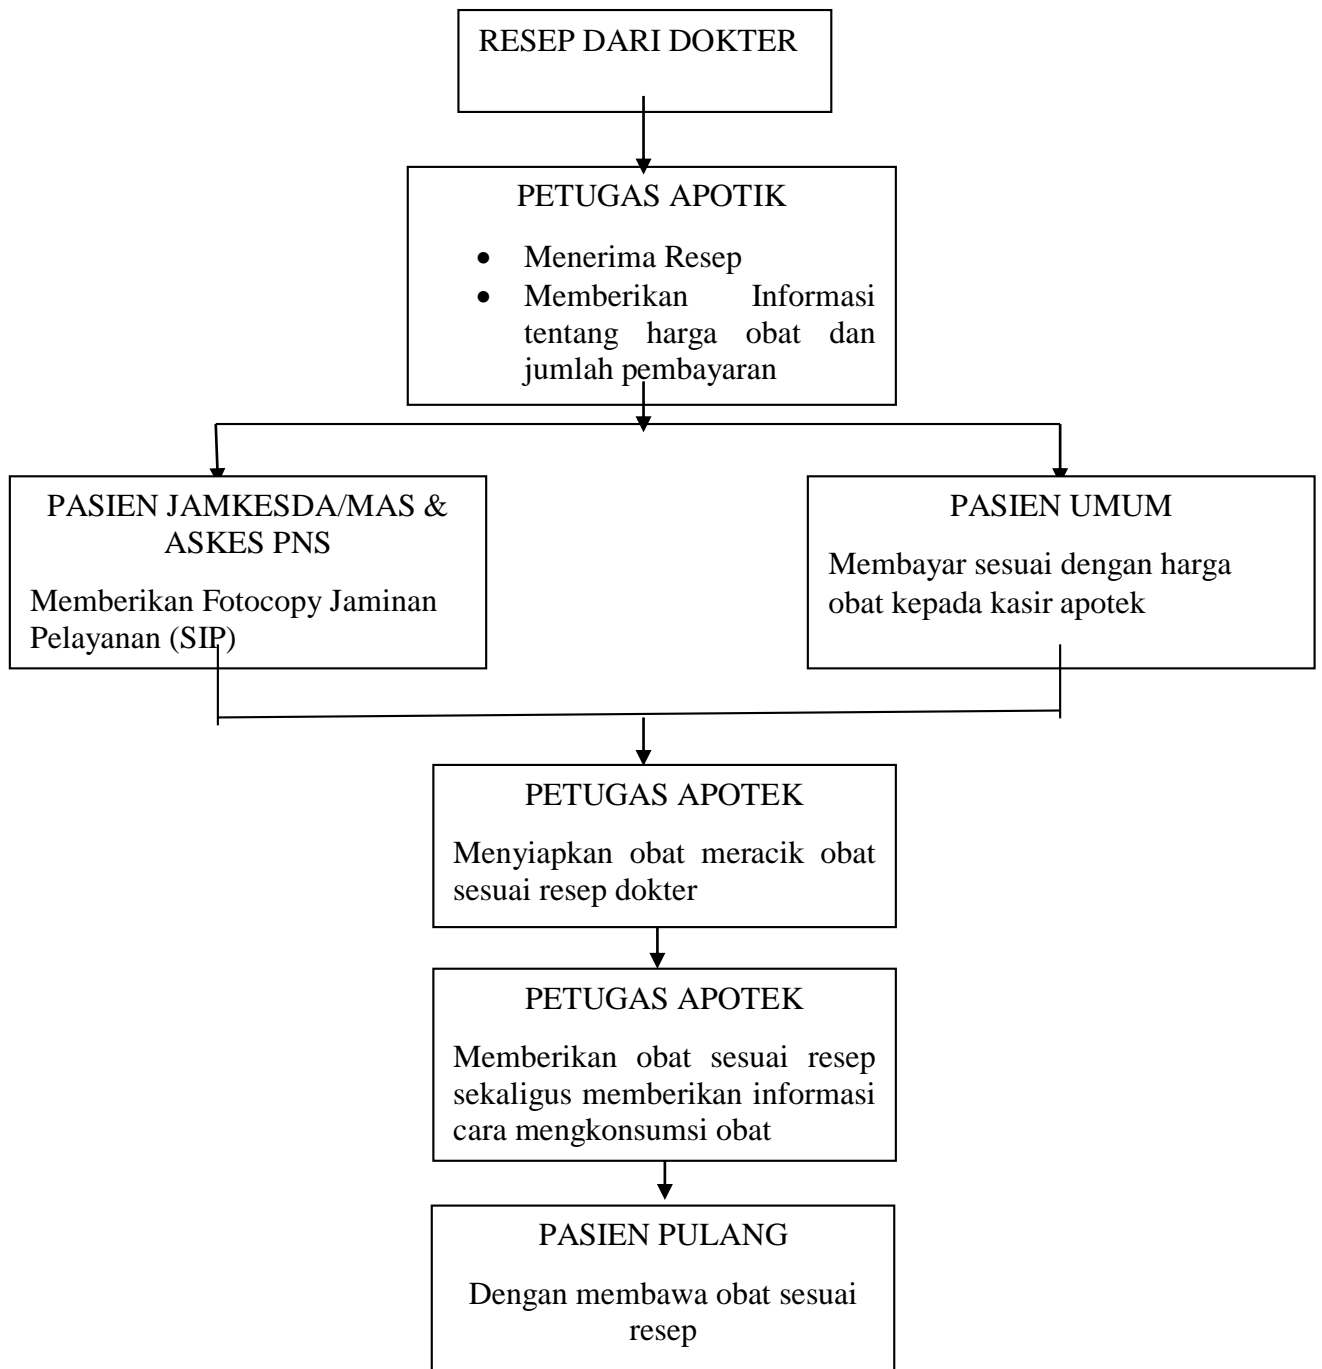 RESEP DARI DOKTER
PETUGAS APOTIK
• Menerima Resep
• Memberikan Informasi
tentang harga obat dan
jumlah pembayaran
PASIEN JAMKESDA/MAS &
ASKES PNS
Memberikan Fotocopy Jaminan
Pelayanan (SIP)
PASIEN UMUM
Membayar sesuai dengan harga
obat kepada kasir apotek
PETUGAS APOTEK
Menyiapkan obat meracik obat
sesuai resep dokter
PETUGAS APOTEK
Memberikan obat sesuai resep
sekaligus memberikan informasi
cara mengkonsumsi obat
PASIEN PULANG
Dengan membawa obat sesuai
resep